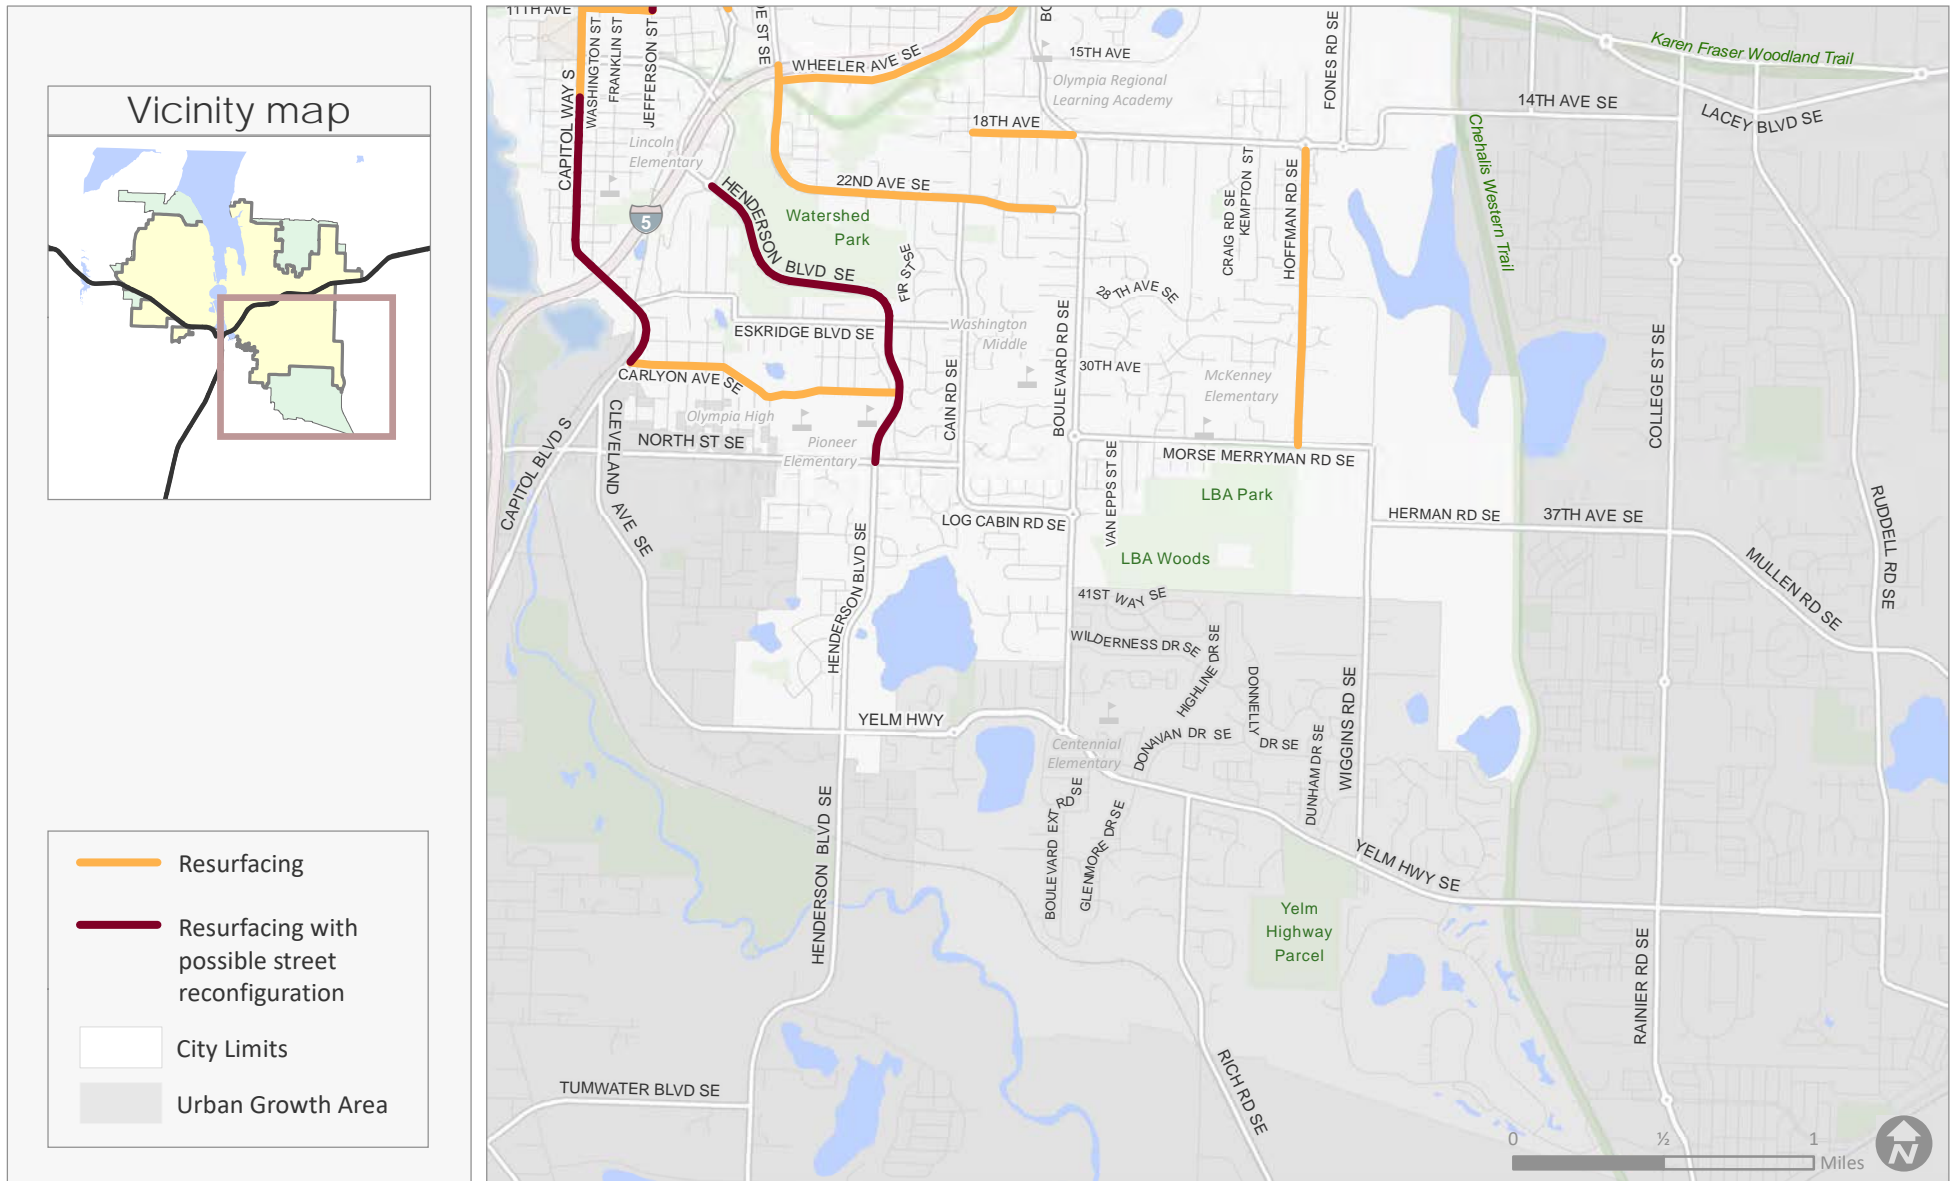 Vicinity map
Resurfacing
Resurfacing with
possible street
reconfiguration
City Limits
Urban Growth Area
11TH AVE
WASHINGTON ST
FRANKLIN ST
JEFFERSON ST
CAPITOL WAY S
WHEELER AVE SE
15TH AVE
Olympia Regional
Learning Academy
FONES RD SE
Karen Fraser Woodland Trail
14TH AVE SE
LACEY BLVD SE
18TH AVE
Lincoln
Elementary
5
HENDERSON BLVD SE
Watershed
Park
22ND AVE SE
FIR ST SE
CRAIG RD SE
KEMPTON ST
HOFFMAN RD SE
Chehalis Western Trail
28TH AVE SE
ESKRIDGE BLVD SE
Washington
Middle
BOULEVARD RD SE
30TH AVE
McKenney
Elementary
COLLEGE ST SE
CARLYON AVE SE
Olympia High
CAIN RD SE
CAPITOL BLVD S
CLEVELAND AVE SE
NORTH ST SE
Pioneer
Elementary
MORSE MERRYMAN RD SE
VAN EPPS ST SE
LBA Park
LOG CABIN RD SE
HERMAN RD SE
37TH AVE SE
RUDDELL RD SE
MULLEN RD SE
LBA Woods
HENDERSON BLVD SE
41ST WAY SE
WILDERNESS DR SE
HIGHLINE DR SE
DONNELLY DR SE
WIGGINS RD SE
YELM HWY
Centennial
Elementary
DONAVAN DR SE
DUNHAM DR SE
BOULEVARD EXT RD SE
GLENMORE DR SE
HENDERSON BLVD SE
YELM HWY SE
Yelm
Highway
Parcel
RAINIER RD SE
RICH RD SE
TUMWATER BLVD SE
0 ½ 1
Miles
N